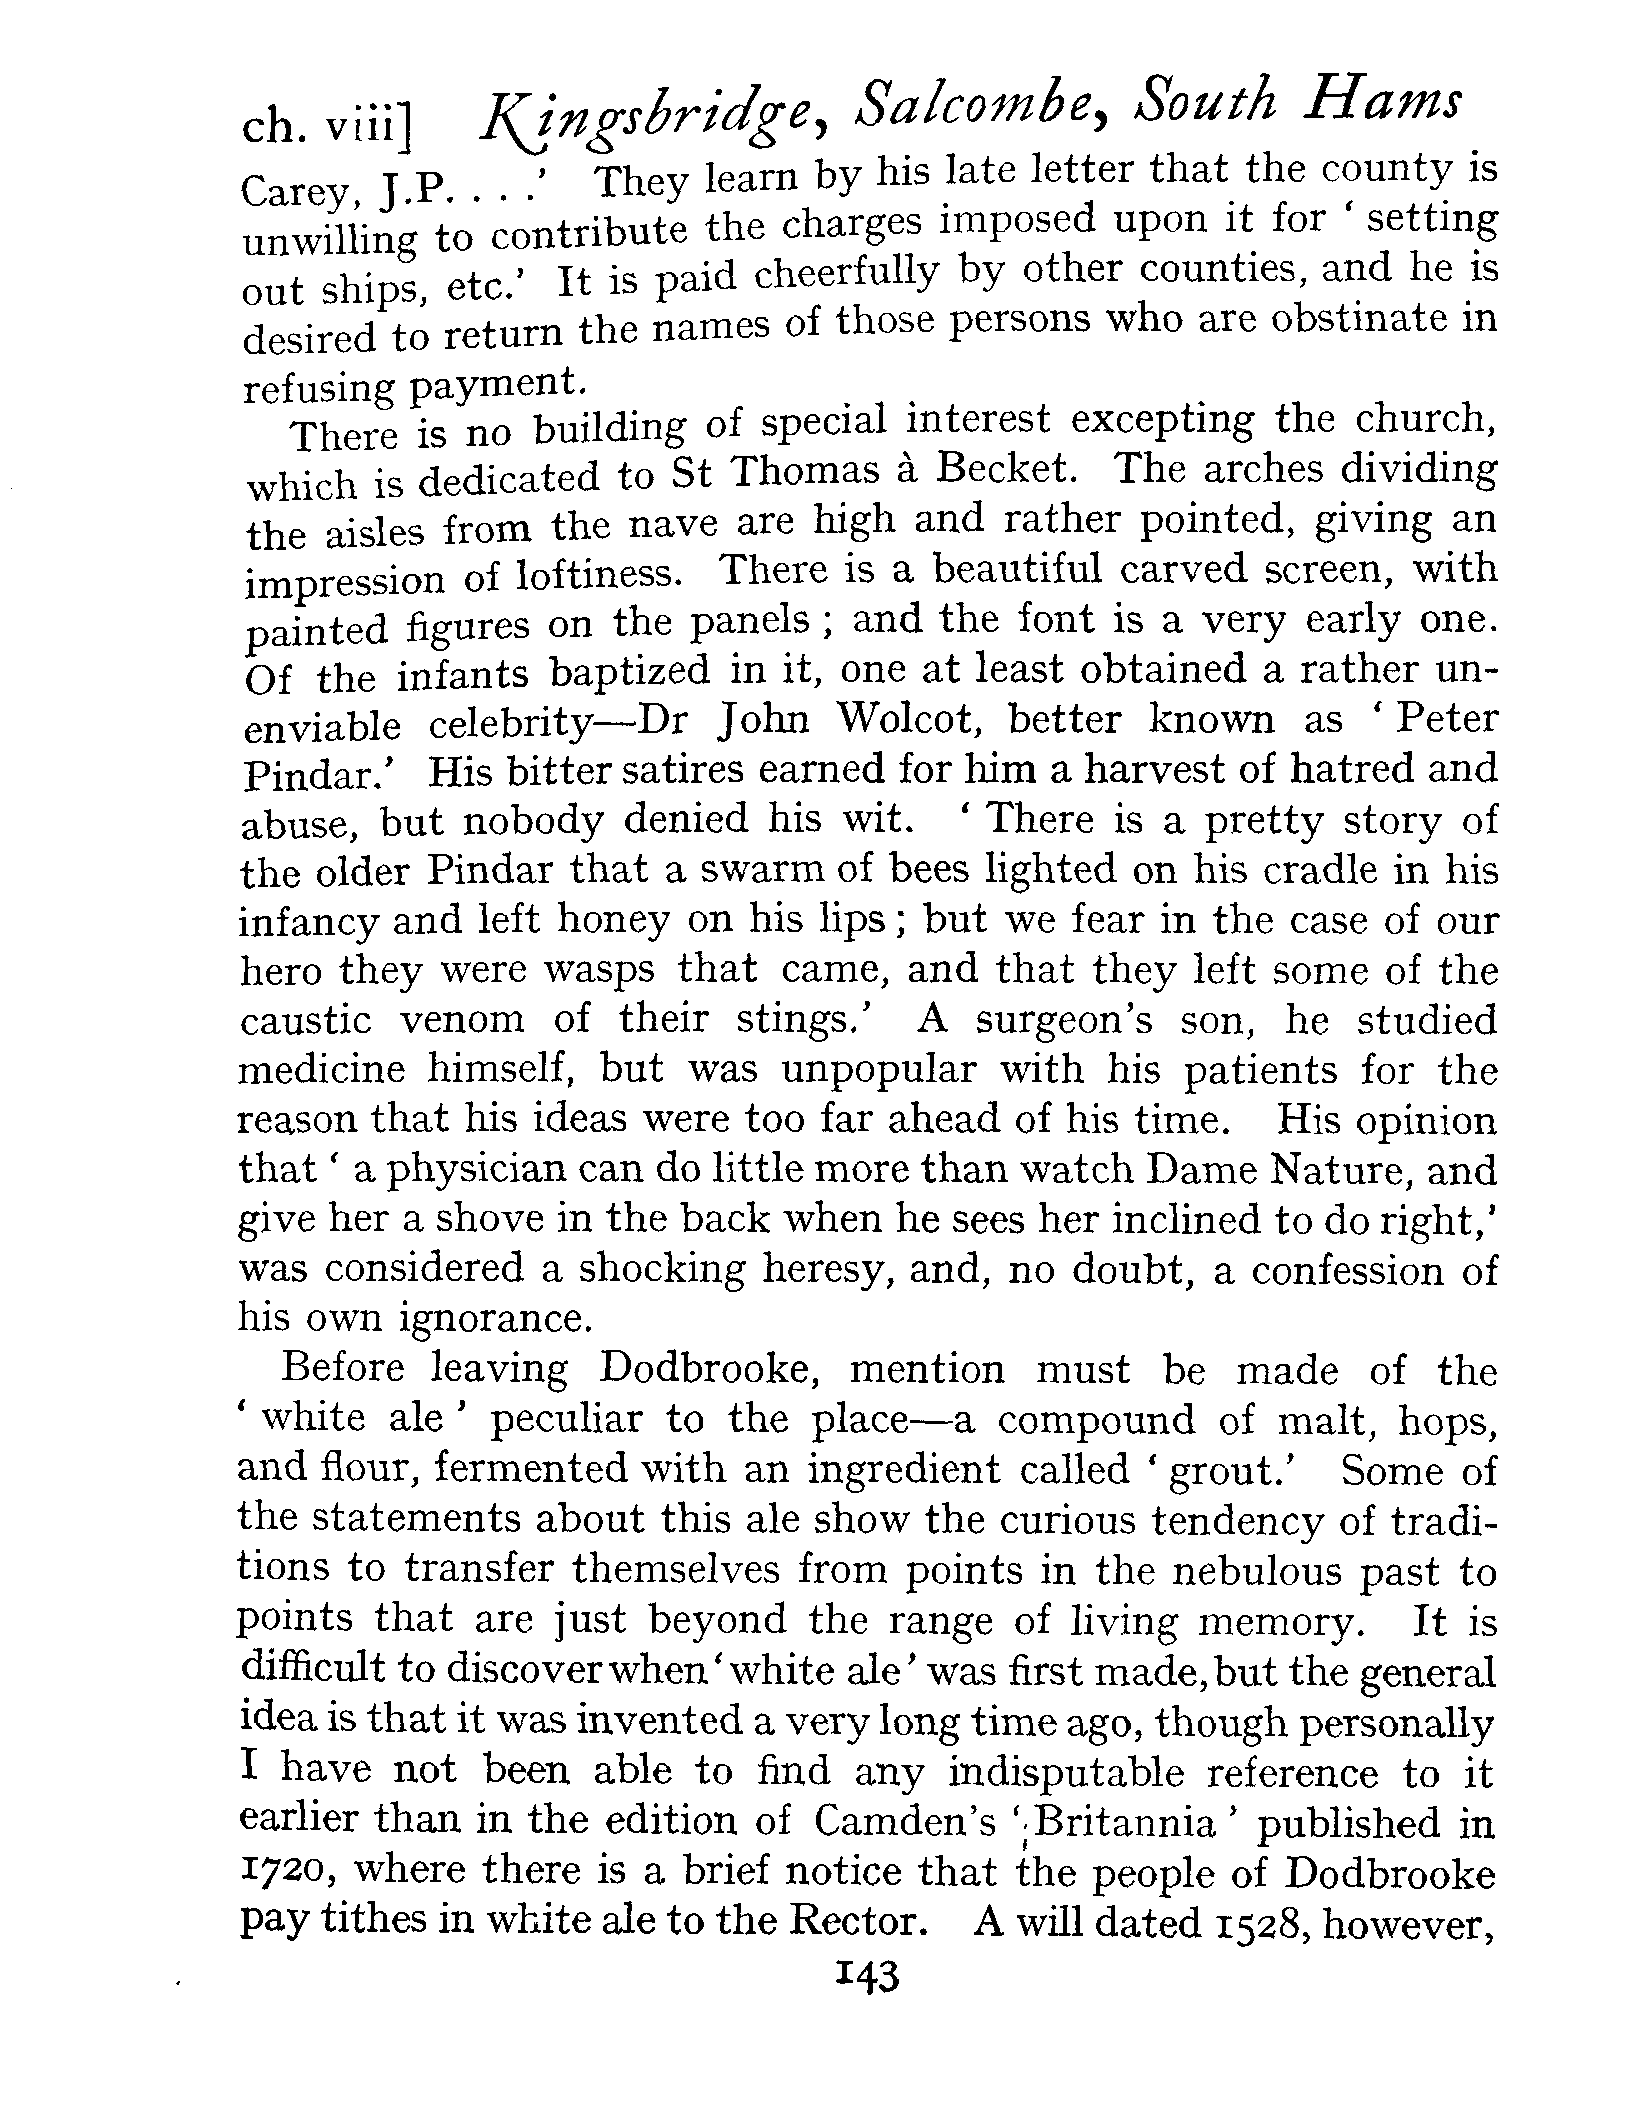 ch. viii] Kingsbridge, Salcombe, South Hams
Carey, J.P. . . .’ They learn by his late letter that the county is
unwilling to contribute the charges imposed upon it for ‘ setting
out ships, etc.’ It is paid cheerfully by other counties, and he is
desired to return the names of those persons who are obstinate in
refusing payment.
There is no building of special interest excepting the church,
which is dedicated to St Thomas à Becket. The arches dividing
the aisles from the nave are high and rather pointed, giving an
impression of loftiness. There is a beautiful carved screen, with
painted figures on the panels ; and the font is a very early one.
Of the infants baptized in it, one at least obtained a rather un-
enviable celebrity—Dr John Wolcot, better known as ‘ Peter
Pindar.’ His bitter satires earned for him a harvest of hatred and
abuse, but nobody denied his wit. ‘ There is a pretty story of
the older Pindar that a swarm of bees lighted on his cradle in his
infancy and left honey on his lips ; but we fear in the case of our
hero they were wasps that came, and that they left some of the
caustic venom of their stings.’ A surgeon’s son, he studied
medicine himself, but was unpopular with his patients for the
reason that his ideas were too far ahead of his time. His opinion
that ‘ a physician can do little more than watch Dame Nature, and
give her a shove in the back when he sees her inclined to do right,’
was considered a shocking heresy, and, no doubt, a confession of
his own ignorance.
Before leaving Dodbrooke, mention must be made of the
‘ white ale ’ peculiar to the place—a compound of malt, hops,
and flour, fermented with an ingredient called ‘ grout.’ Some of
the statements about this ale show the curious tendency of tradi-
tions to transfer themselves from points in the nebulous past to
points that are just beyond the range of living memory. It is
difficult to discover when ‘white ale’ was first made, but the general
idea is that it was invented a very long time ago, though personally
I have not been able to find any indisputable reference to it
earlier than in the edition of Camden’s ‘ Britannia ’ published in
1720, where there is a brief notice that the people of Dodbrooke
pay tithes in white ale to the Rector. A will dated 1528, however,
143